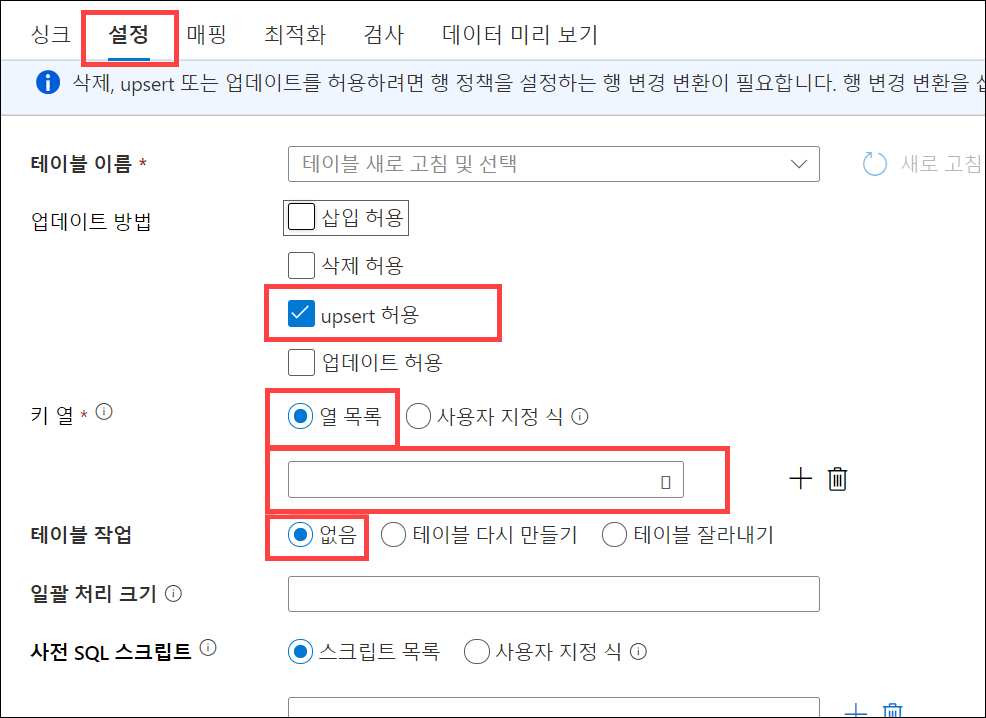 싱크 설정 매핑 최적화 검사 데이터 미리 보기
삭제, upsert 또는 업데이트를 허용하려면 행 정책을 설정하는 행 변경 변환이 필요합니다. 행 변경 변환을
테이블 이름 * 테이블 새로 고침 및 선택 새로 고침
업데이트 방법 삽입 허용
삭제 허용
upsert 허용
업데이트 허용
키 열 * 열 목록 사용자 지정 식
테이블 작업 없음 테이블 다시 만들기 테이블 잘라내기
일괄 처리 크기
사전 SQL 스크립트 스크립트 목록 사용자 지정 식